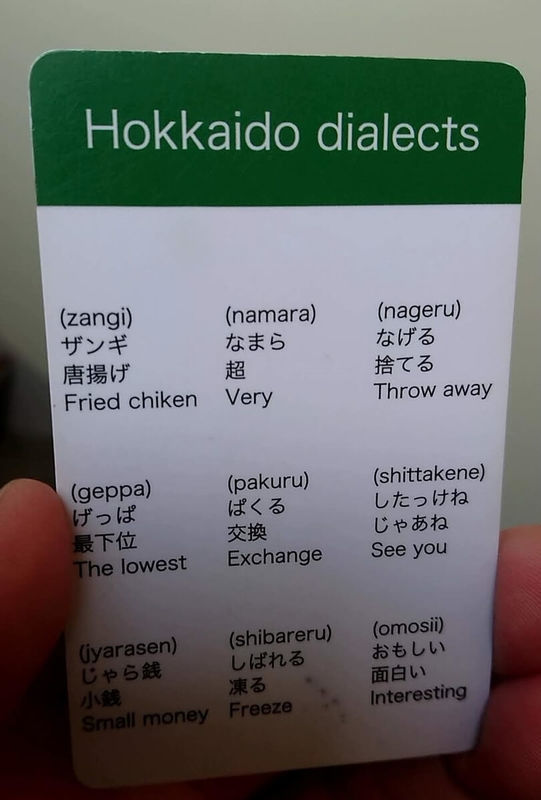 Hokkaido dialects
(zangi)
ザンギ
唐揚げ
Fried chiken
(namara)
なまら
超
Very
(nageru)
なげる
捨てる
Throw away
(geppa)
げっぱ
最下位
The lowest
(pakuru)
ぱくる
交換
Exchange
(shittakene)
したっけね
じゃあね
See you
(jyarasen)
じゃら銭
小銭
Small money
(shibareru)
しばれる
凍る
Freeze
(omosii)
おもしい
面白い
Interesting